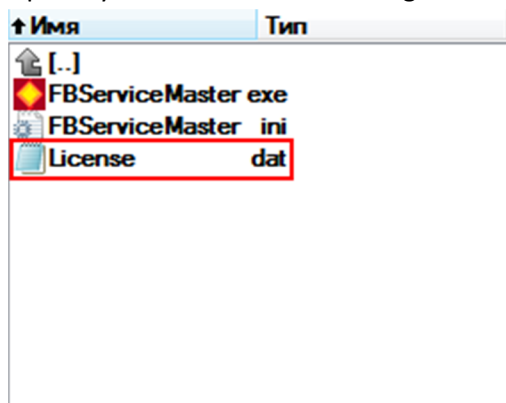 Имя Тип
[..]
FBServiceMaster exe
FBServiceMaster ini
License dat